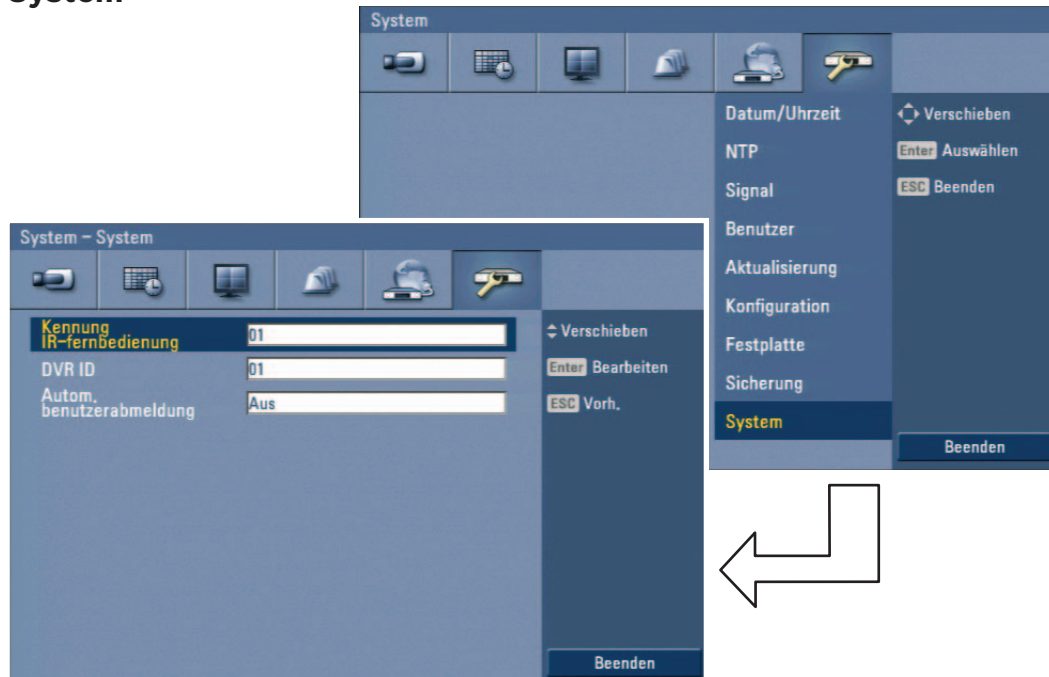 System
System
Datum/Uhrzeit
NTP
Signal
Benutzer
Aktualisierung
Konfiguration
Festplatte
Sicherung
System
Verschieben
Enter Auswählen
ESC Beenden
Beenden
System – System
Kennung
IR-fernbedienung
01
DVR ID
01
Autom.
benutzerabmeldung
Aus
Verschieben
Enter Bearbeiten
ESC Vorh.
Beenden